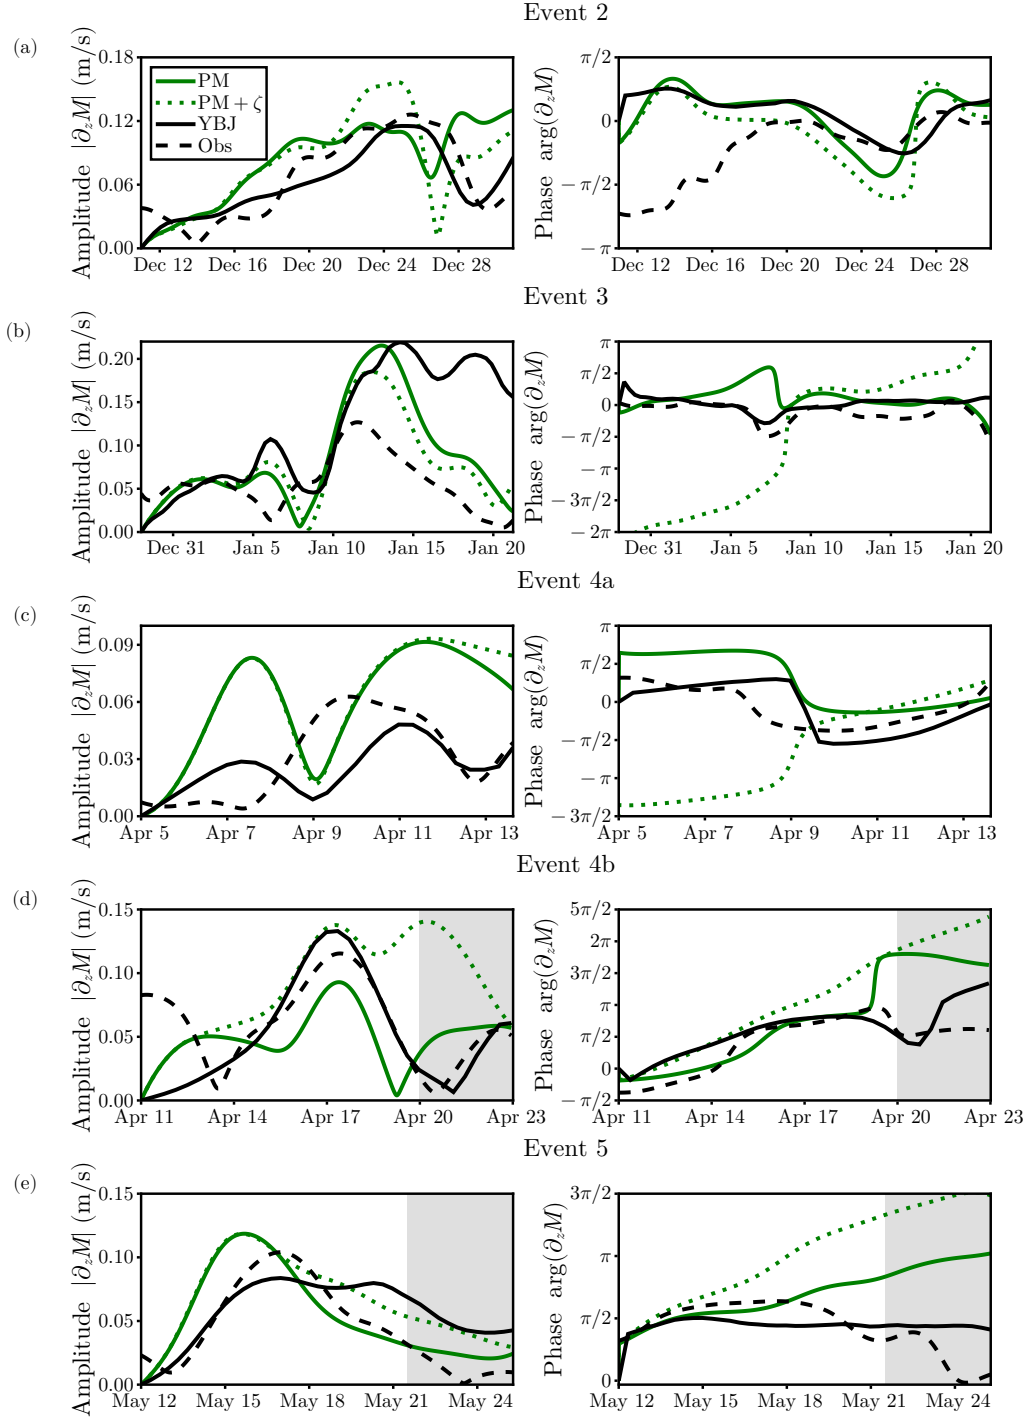 Event 2
(a)
Amplitude |∂zM| (m/s)
0.18
0.12
0.06
0.00
PM
PM + ζ
YBJ
Obs
Dec 12 Dec 16 Dec 20 Dec 24 Dec 28
Phase arg(∂zM)
π/2
0
−π/2
−π
Dec 12 Dec 16 Dec 20 Dec 24 Dec 28
Event 3
(b)
Amplitude |∂zM| (m/s)
0.20
0.15
0.10
0.05
0.00
Dec 31 Jan 5 Jan 10 Jan 15 Jan 20
Phase arg(∂zM)
π
π/2
0
−π/2
−π
−3π/2
−2π
Dec 31 Jan 5 Jan 10 Jan 15 Jan 20
Event 4a
(c)
Amplitude |∂zM| (m/s)
0.09
0.06
0.03
0.00
Apr 5 Apr 7 Apr 9 Apr 11 Apr 13
Phase arg(∂zM)
π
π/2
0
−π/2
−π
−3π/2
Apr 5 Apr 7 Apr 9 Apr 11 Apr 13
Event 4b
(d)
Amplitude |∂zM| (m/s)
0.15
0.10
0.05
0.00
Apr 11 Apr 14 Apr 17 Apr 20 Apr 23
Phase arg(∂zM)
5π/2
2π
3π/2
π
π/2
0
−π/2
Apr 11 Apr 14 Apr 17 Apr 20 Apr 23
Event 5
(e)
Amplitude |∂zM| (m/s)
0.15
0.10
0.05
0.00
May 12 May 15 May 18 May 21 May 24
Phase arg(∂zM)
3π/2
π
π/2
0
May 12 May 15 May 18 May 21 May 24